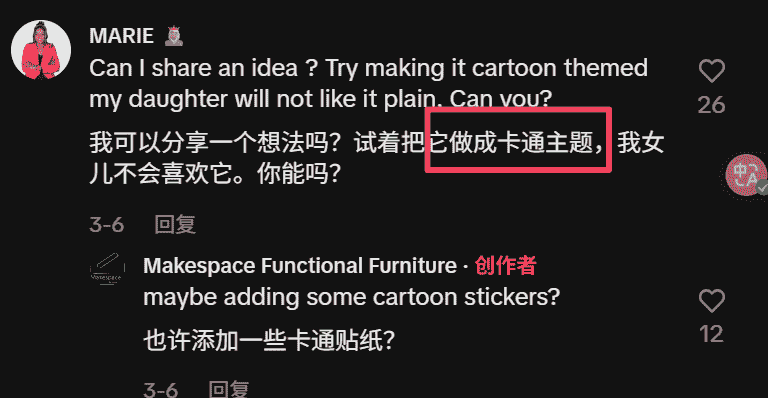 MARIE
Can I share an idea ? Try making it cartoon themed
my daughter will not like it plain. Can you?
26
我可以分享一个想法吗？试着把它做成卡通主题，我女
儿不会喜欢它。你能吗？
3-6 回复
Makespace Functional Furniture · 创作者
maybe adding some cartoon stickers?
12
也许添加一些卡通贴纸？
3-6 回复